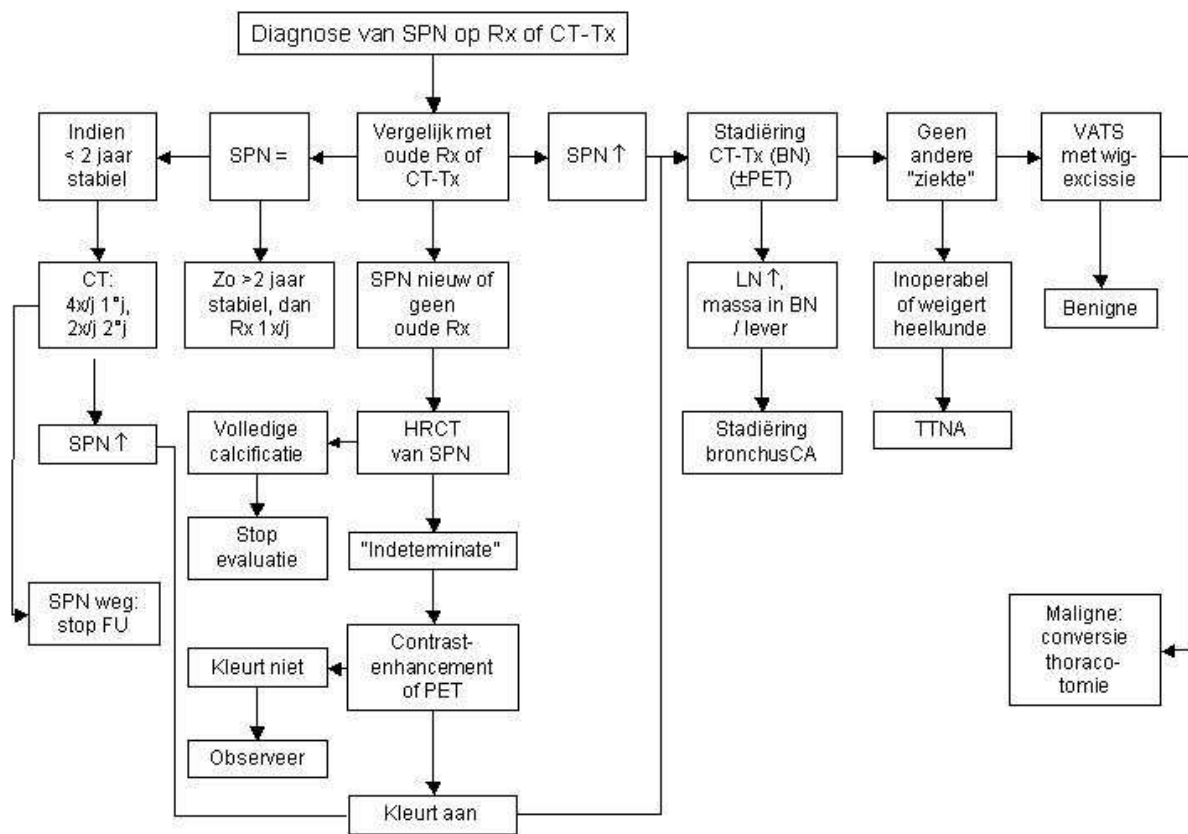 Diagnose van SPN op Rx of CT-Tx
Indien
< 2 jaar
stabiel
SPN =
Vergelijk met
oude Rx of
CT-Tx
SPN ↑
Stadiëring
CT-Tx (BN)
(±PET)
Geen
andere
"ziekte"
VATS
met wig-
excissie
CT:
4x/j 1°j,
2x/j 2°j
Zo >2 jaar
stabiel, dan
Rx 1x/j
SPN nieuw of
geen
oude Rx
LN ↑,
massa in BN
/ lever
Inoperabel
of weigert
heelkunde
Benigne
SPN ↑
Volledige
calcificatie
HRCT
van SPN
Stadiëring
bronchusCA
TTNA
Stop
evaluatie
"Indeterminate"
SPN weg:
stop FU
Kleurt niet
Contrast-
enhancement
of PET
Maligne:
conversie
thoraco-
tomie
Observeer
Kleurt aan